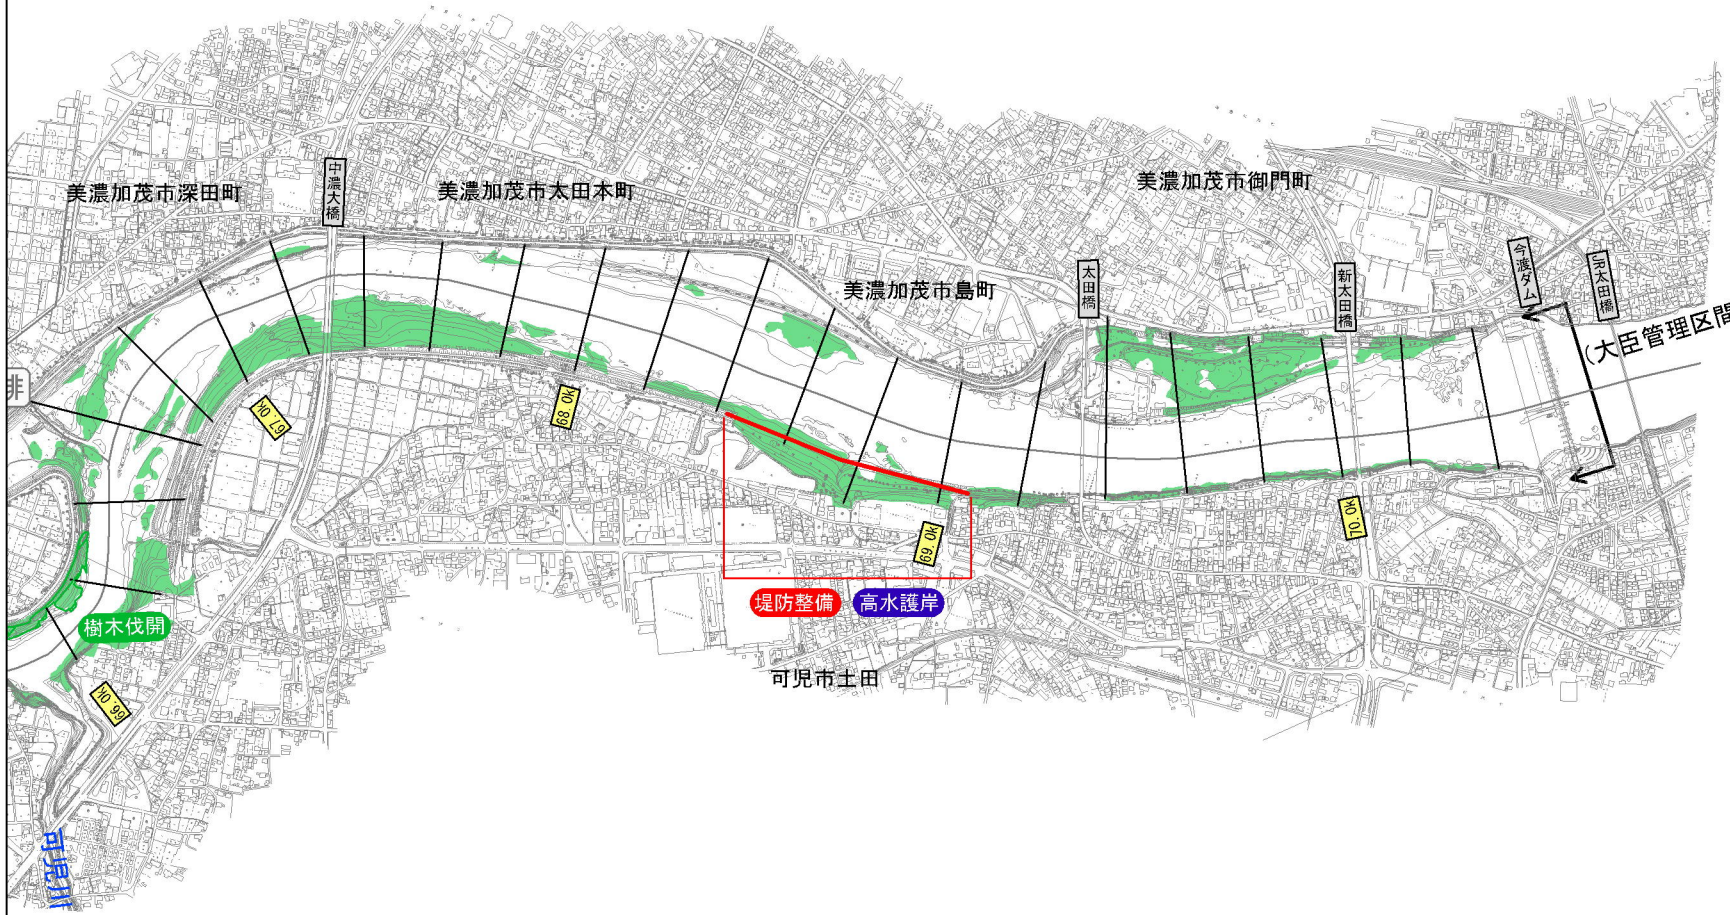 美濃加茂市深田町
中濃大橋
美濃加茂市太田本町
美濃加茂市御門町
美濃加茂市島町
太田橋
新太田橋
今渡ダム
JR太田橋
(大臣管理区間
排
67.0k
68.0k
69.0k
70.0k
堤防整備
高水護岸
樹木伐開
可児市土田
66.0k
可児川